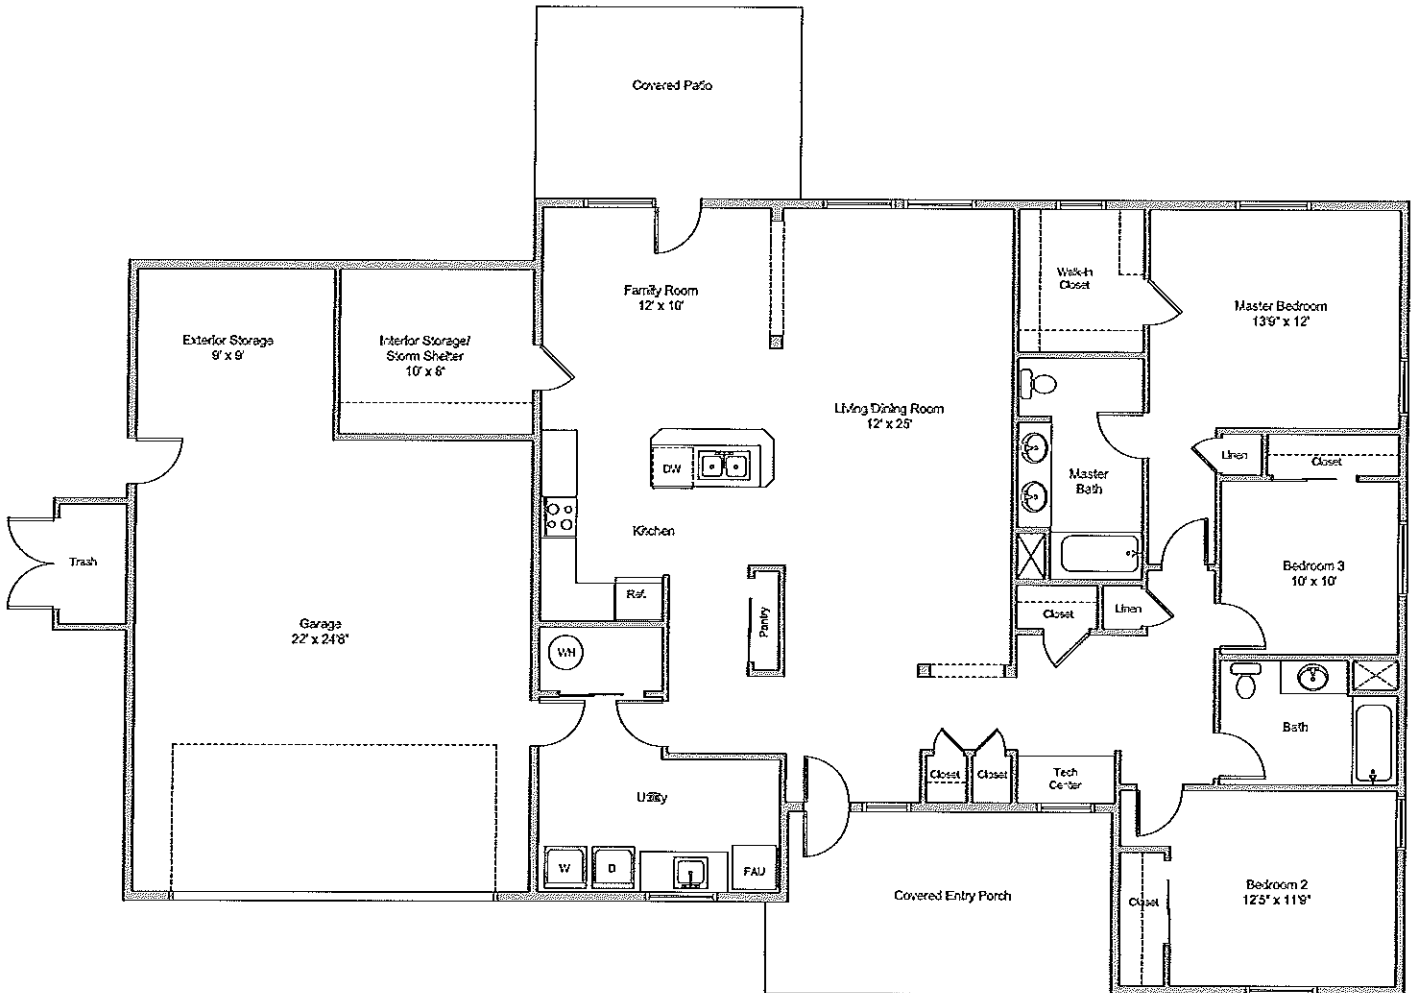 Covered Patio
Family Room
12' x 10'
Walk-In
Closet
Master Bedroom
13'9" x 12'
Exterior Storage
9' x 9'
Interior Storage/
Storm Shelter
10' x 8'
Living Dining Room
12' x 25'
DW
Master
Bath
Linen
Closet
Kitchen
Trash
Bedroom 3
10' x 10'
Ref.
Closet
Linen
Pantry
Garage
22' x 24'8"
WH
Bath
Closet
Closet
Tech
Center
Utility
W
D
FAU
Covered Entry Porch
Closet
Bedroom 2
12'5" x 11'9"